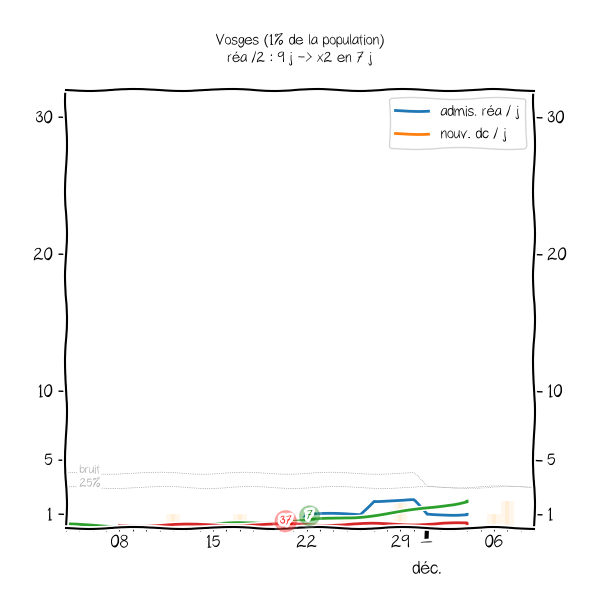 Vosges (1% de la population)
réa /2 : 9 j -> x2 en 7 j
admis. réa / j
nouv. dc / j
30 30
20 20
10 10
5 5
bruit
25%
1 37 7 1
08 15 22 29 1 06
déc.